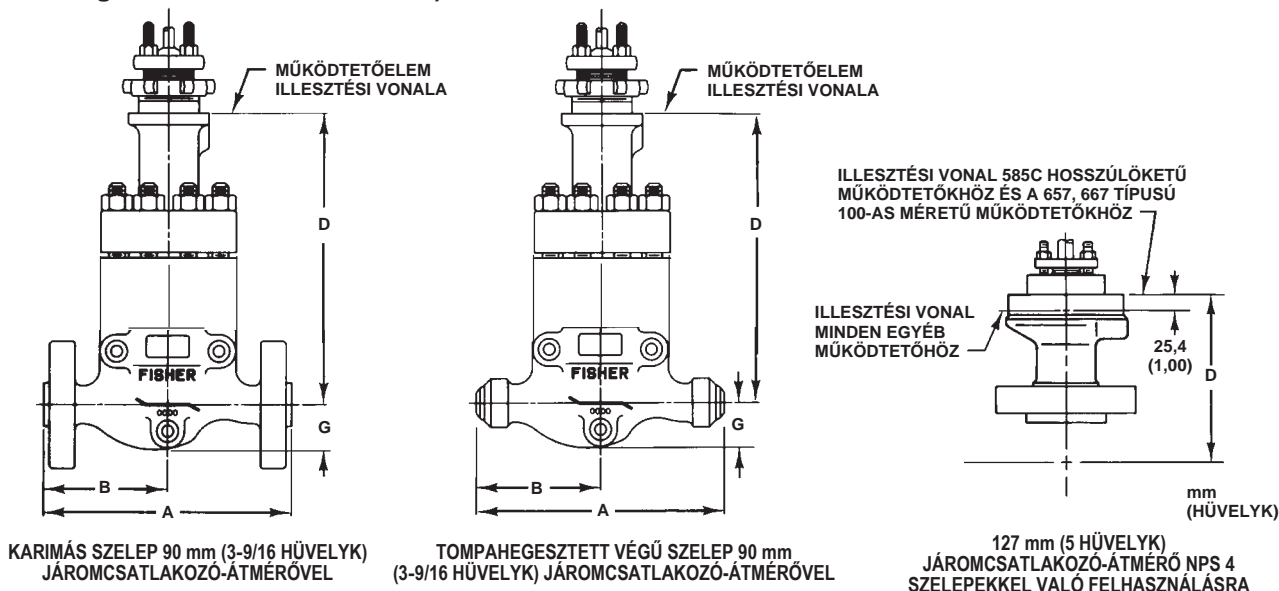 MŰKÖDTETŐELEM
ILLESZTÉSI VONALA
D
FISHER
G
B
A
KARIMÁS SZELEP 90 mm (3-9/16 HÜVELYK)
JÁROMCSATLAKOZÓ-ÁTMÉRŐVEL
MŰKÖDTETŐELEM
ILLESZTÉSI VONALA
D
FISHER
G
B
A
TOMPAHEGESZTETT VÉGŰ SZELEP 90 mm
(3-9/16 HÜVELYK) JÁROMCSATLAKOZÓ-ÁTMÉRŐVEL
ILLESZTÉSI VONAL 585C HOSSZÚLÖKETŰ
MŰKÖDTETŐKHÖZ ÉS A 657, 667 TÍPUSÚ
100-AS MÉRETŰ MŰKÖDTETŐKHÖZ
ILLESZTÉSI VONAL
MINDEN EGYÉB
MŰKÖDTETŐHÖZ
25,4
(1,00)
D
mm
(HÜVELYK)
127 mm (5 HÜVELYK)
JÁROMCSATLAKOZÓ-ÁTMÉRŐ NPS 4
SZELEPEKKEL VALÓ FELHASZNÁLÁSRA